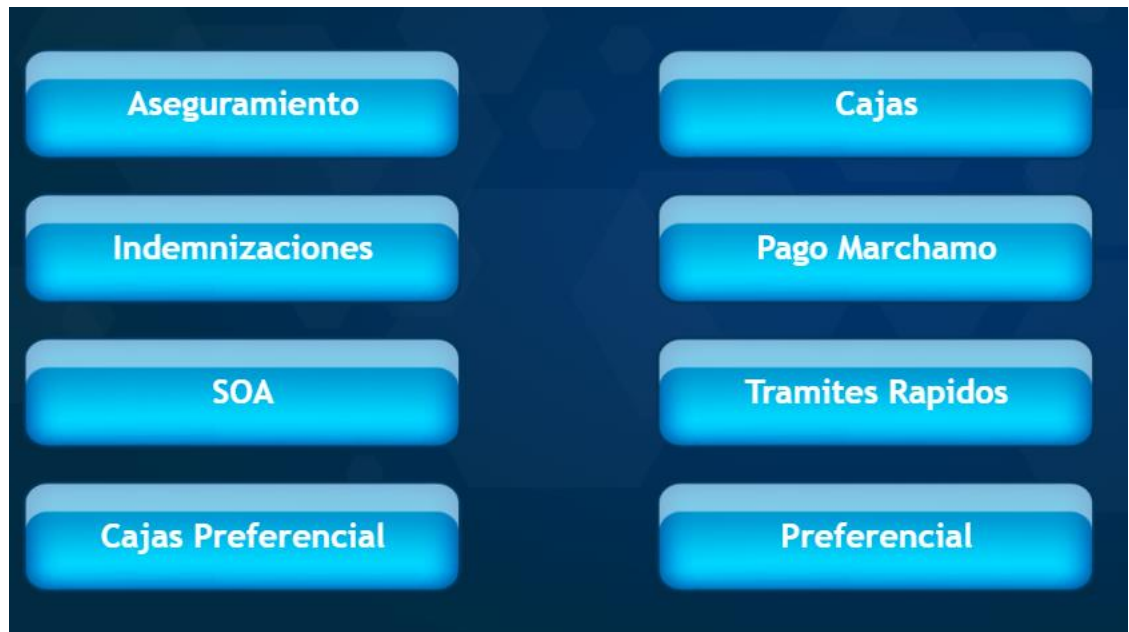 Aseguramiento
Cajas
Indemnizaciones
Pago Marchamo
SOA
Tramites Rapidos
Cajas Preferencial
Preferencial